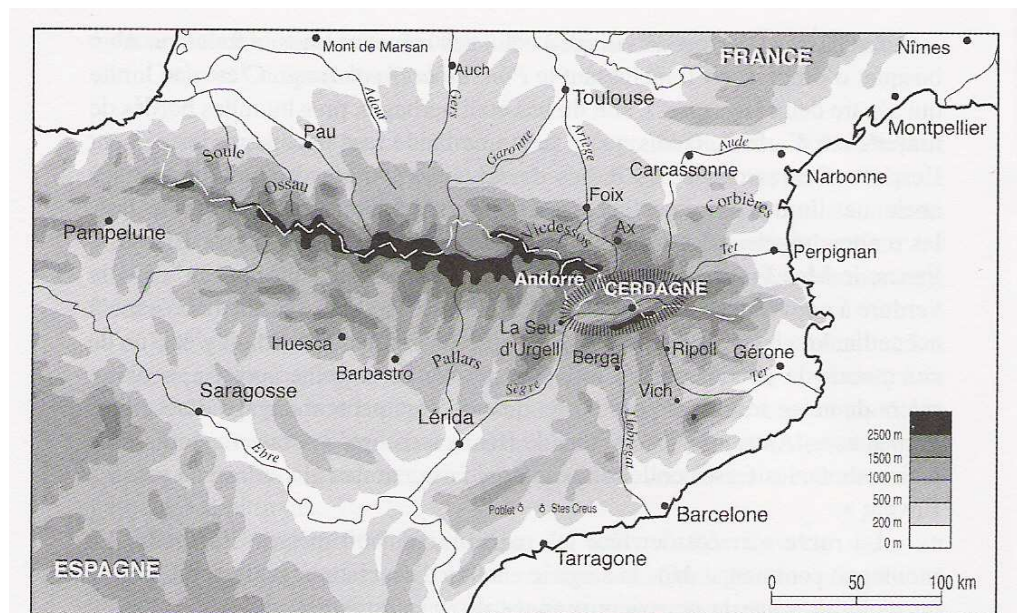 FRANCE
Nîmes
Mont de Marsan
Auch
Adour
Gers
Toulouse
Montpellier
Pau
Soule
Garonne
Ariège
Aude
Carcassonne
Narbonne
Ossau
Foix
Corbières
Pampelune
Viedessos
Ax
Tet
Perpignan
Andorre
CERDAGNE
La Seu
d'Urgell
Huesca
Barbastro
Pallars
Berga
Ripoll
Gérone
Sègre
Ter
Vich
Saragosse
Lérida
Llobregat
Ebre
2500 m
1500 m
1000 m
500 m
200 m
0 m
Poblet
Stes Creus
Barcelone
Tarragone
ESPAGNE
0
50
100 km